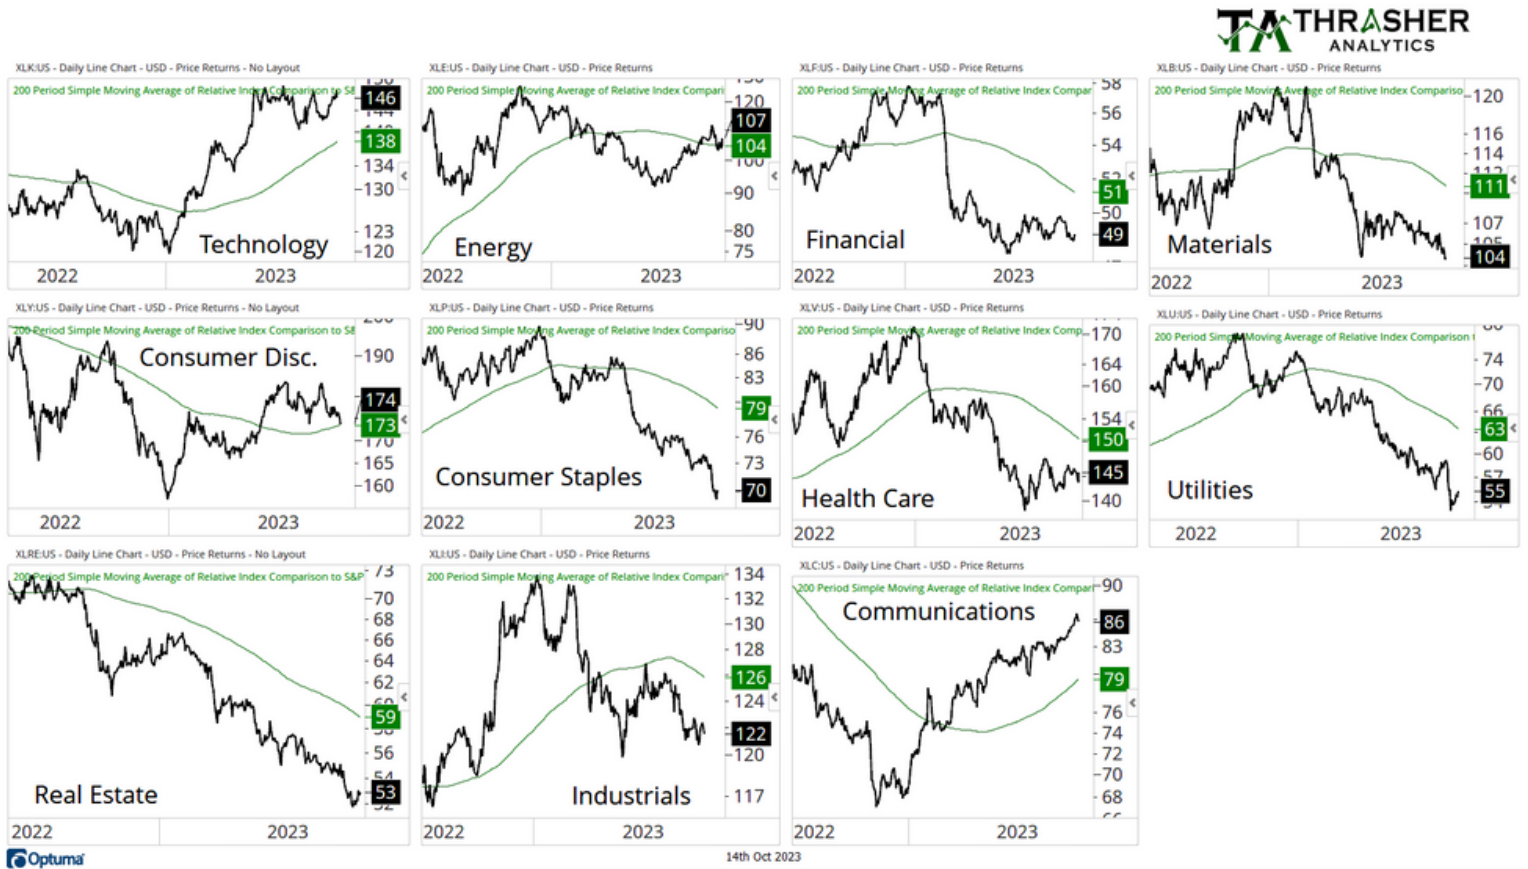 THRASHER
ANALYTICS
XLK:US - Daily Line Chart - USD - Price Returns - No Layout
200 Period Simple Moving Average of Relative Index Comparison to S&
146
138
134
130
123
120
Technology
2022 2023
XLE:US - Daily Line Chart - USD - Price Returns
200 Period Simple Moving Average of Relative Index Compari
120
107
104
100
90
80
75
Energy
2022 2023
XLF:US - Daily Line Chart - USD - Price Returns
200 Period Simple Moving Average of Relative Index Compar
58
56
54
52
51
50
49
Financial
2022 2023
XLB:US - Daily Line Chart - USD - Price Returns
200 Period Simple Moving Average of Relative Index Compariso
120
116
114
112
111
107
105
104
Materials
2022 2023
XLY:US - Daily Line Chart - USD - Price Returns - No Layout
200 Period Simple Moving Average of Relative Index Comparison to S&
Consumer Disc.
200
190
174
173
170
165
160
2022 2023
XLP:US - Daily Line Chart - USD - Price Returns
200 Period Simple Moving Average of Relative Index Compariso
90
86
83
79
76
73
70
Consumer Staples
2022 2023
XLV:US - Daily Line Chart - USD - Price Returns
200 Period Simple Moving Average of Relative Index Comp
170
164
160
154
150
145
140
Health Care
2022 2023
XLU:US - Daily Line Chart - USD - Price Returns
200 Period Simple Moving Average of Relative Index Comparison t
80
74
70
66
63
60
57
55
54
Utilities
2022 2023
XLRE:US - Daily Line Chart - USD - Price Returns - No Layout
200 Period Simple Moving Average of Relative Index Comparison to S&P
73
70
68
66
64
62
60
59
58
56
54
53
52
Real Estate
2022 2023
XLI:US - Daily Line Chart - USD - Price Returns
200 Period Simple Moving Average of Relative Index Compari
134
132
130
128
126
124
122
120
117
Industrials
2022 2023
XLC:US - Daily Line Chart - USD - Price Returns
200 Period Simple Moving Average of Relative Index Compar
Communications
90
86
83
79
76
74
72
70
68
66
2022 2023
Optuma
14th Oct 2023